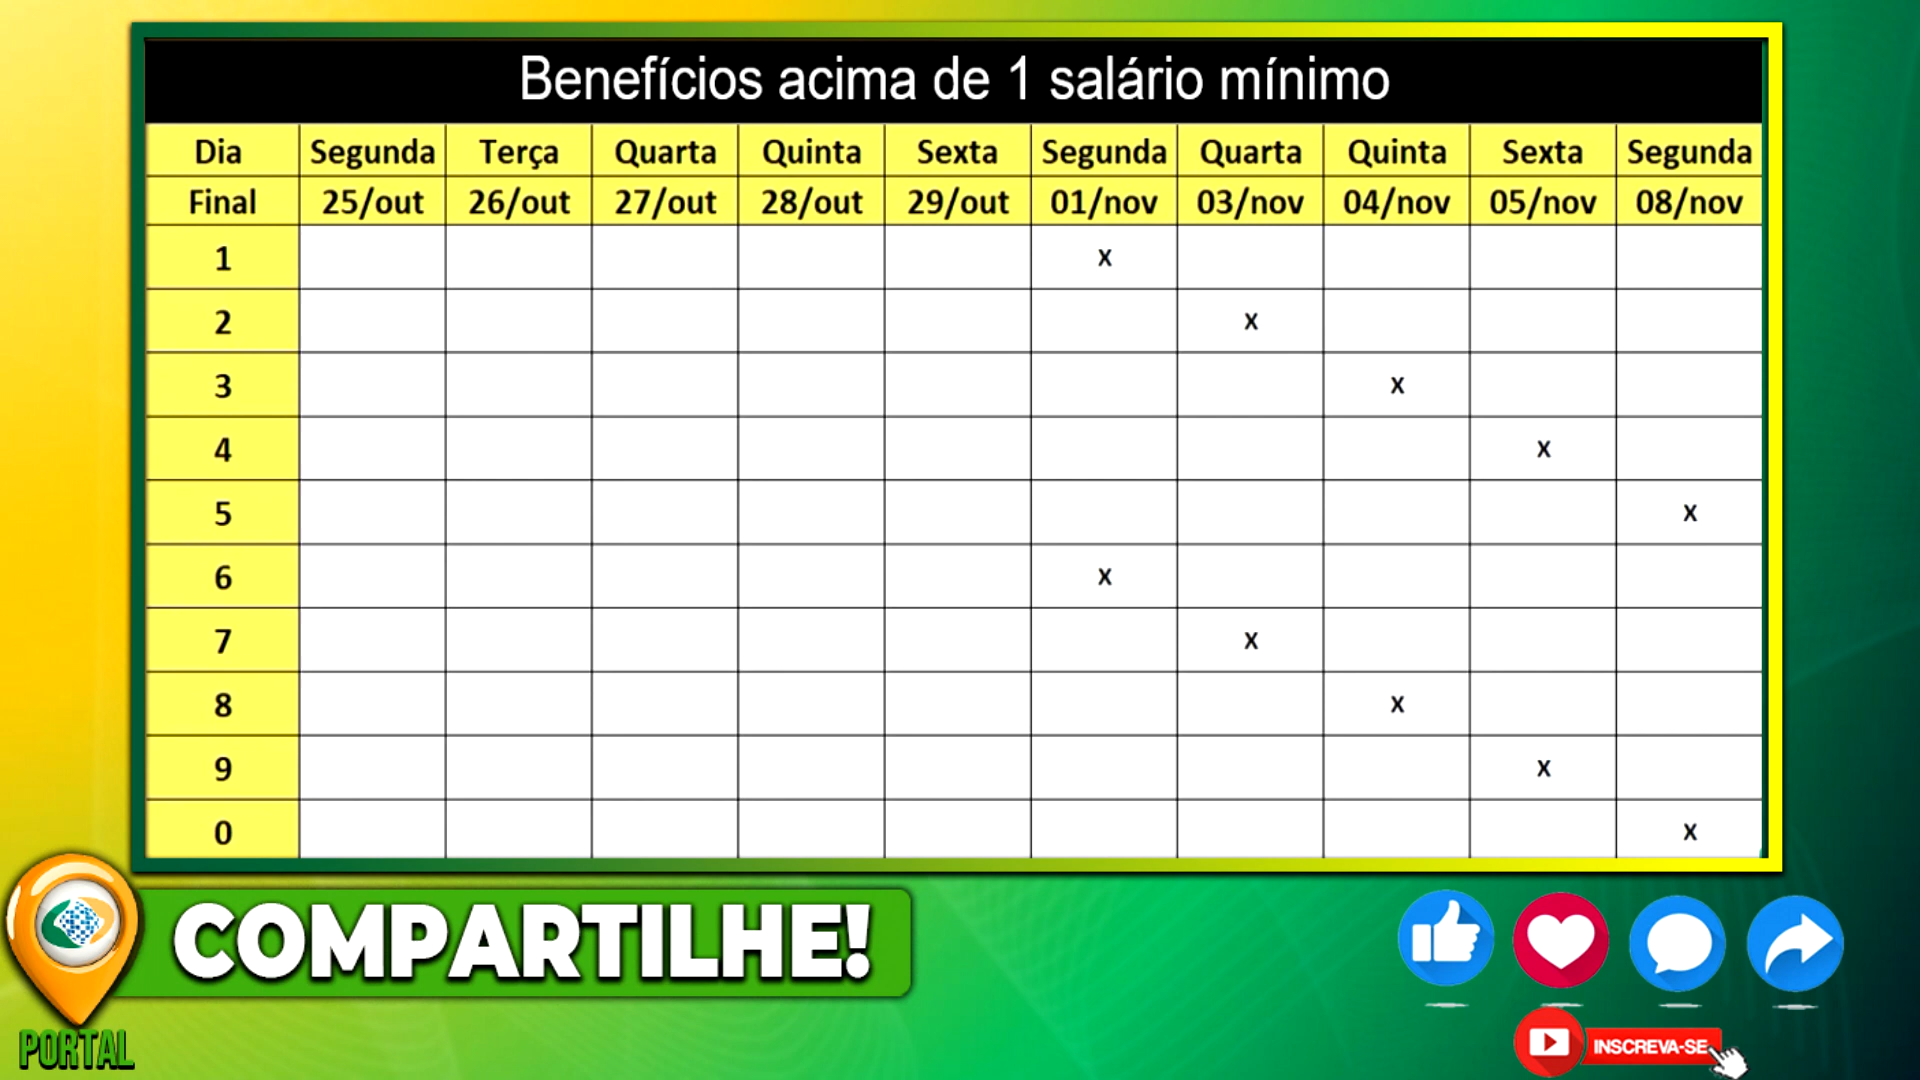 Benefícios acima de 1 salário mínimo
Dia Segunda Terça Quarta Quinta Sexta Segunda Quarta Quinta Sexta Segunda
Final 25/out 26/out 27/out 28/out 29/out 01/nov 03/nov 04/nov 05/nov 08/nov
1 x
2 x
3 x
4 x
5 x
6 x
7 x
8 x
9 x
0 x
COMPARTILHE!
PORTAL
INSCREVA-SE